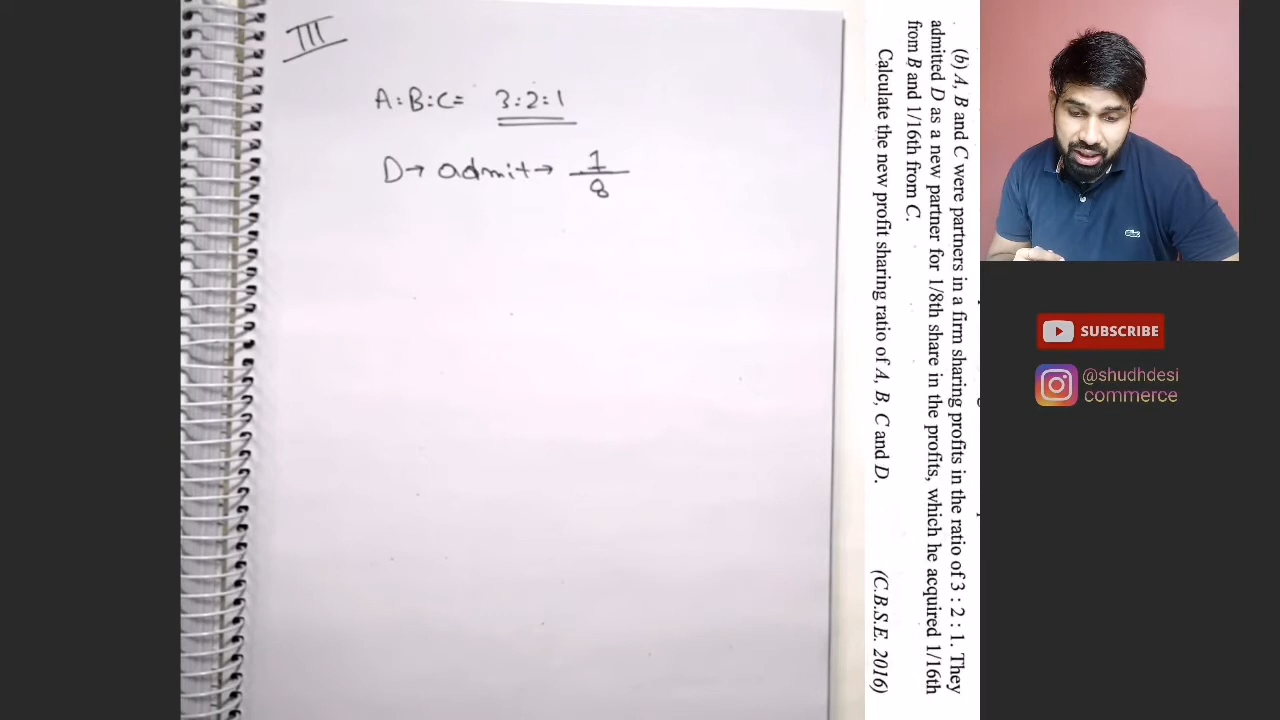 III
A:B:C= 3:2:1
D→ admit→ 1/8
(b) A, B and C were partners in a firm sharing profits in the ratio of 3 : 2 : 1. They
admitted D as a new partner for 1/8th share in the profits, which he acquired 1/16th
from B and 1/16th from C.
Calculate the new profit sharing ratio of A, B, C and D.
(C.B.S.E. 2016)
SUBSCRIBE
@shudhdesi
commerce